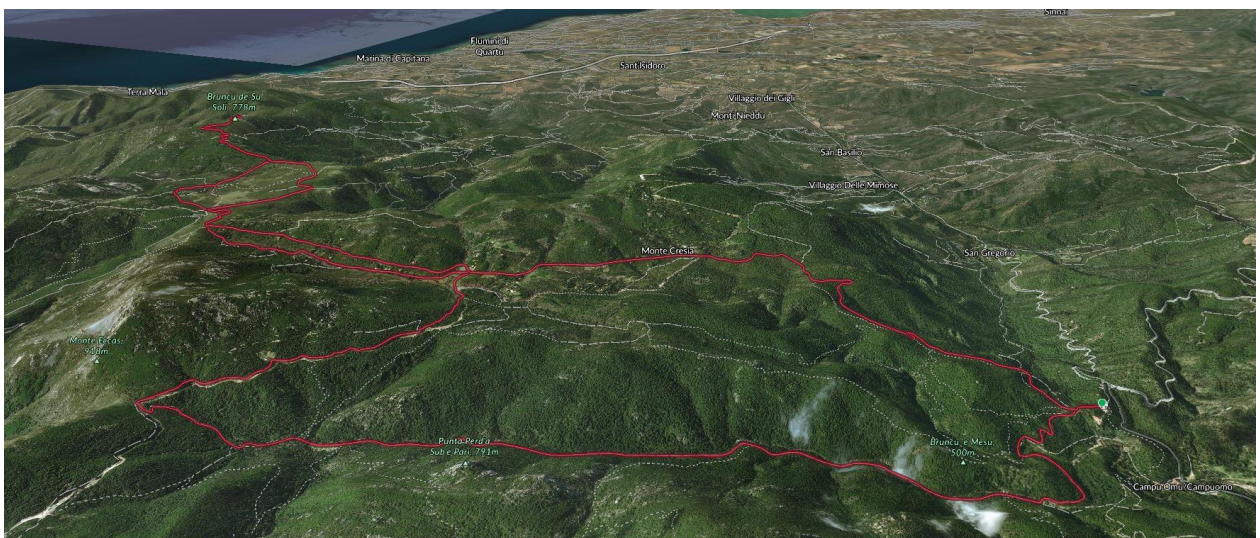 Sinnai
Flumini di
Quartu
Marina di Capitana
Sant'Isidoro
Terra Mala
Bruncu de Su
Soli 778m
Villaggio dei Gigli
Mont'Nieddu
San Basilio
Villaggio Delle Mimose
Monte Cresia
San Gregorio
918m
Punta Perd'a
Sub'e Pari 791m
Bruncu e Mesu
500m
Campu Omu/Campuomo